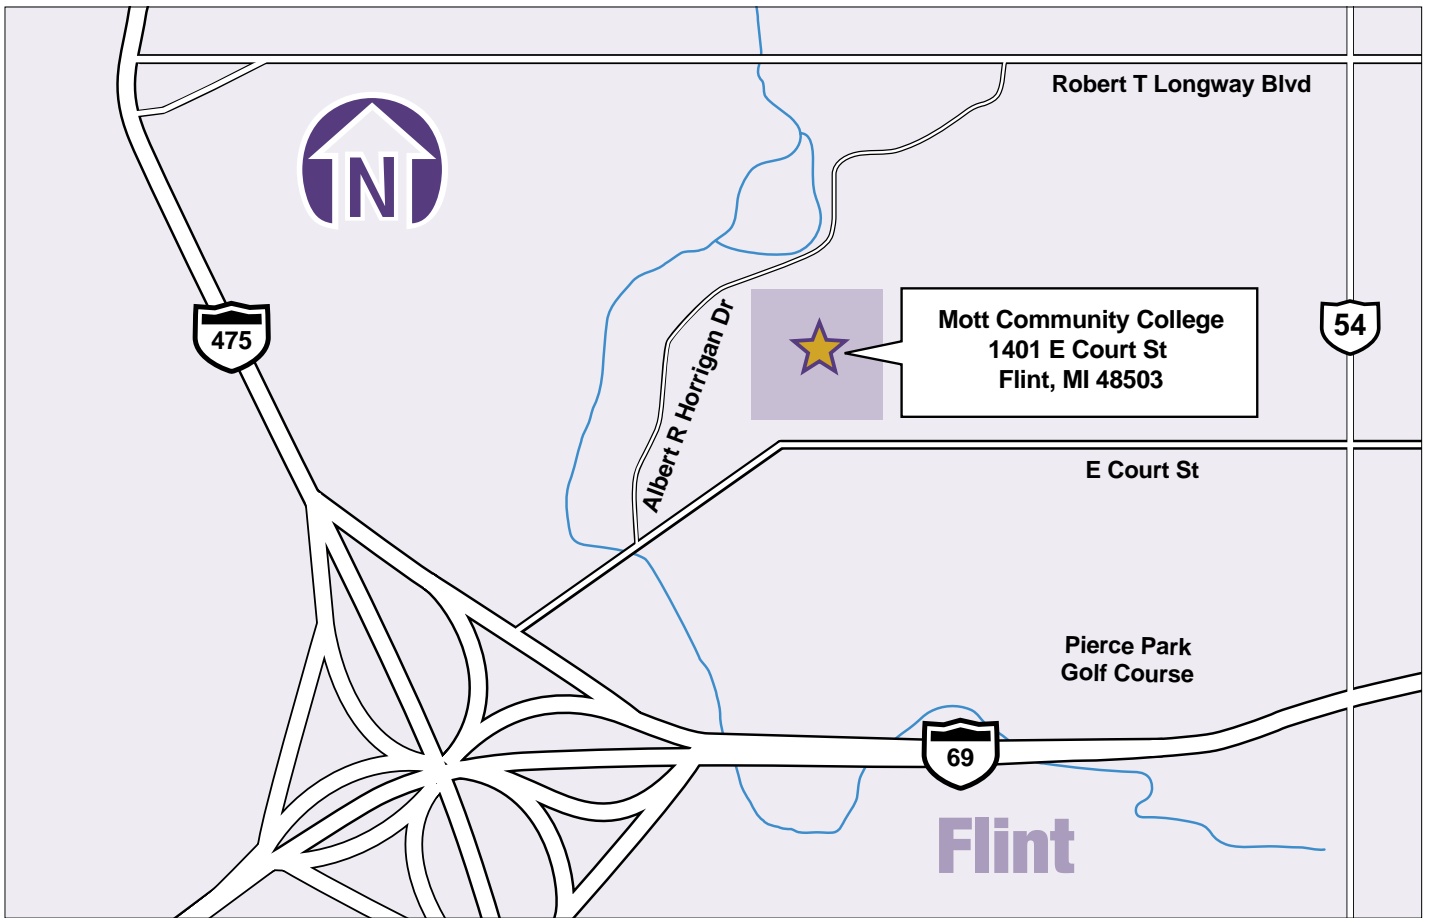 Robert T Longway Blvd
N
475
Albert R Horrigan Dr
Mott Community College
1401 E Court St
Flint, MI 48503
54
E Court St
Pierce Park
Golf Course
69
Flint